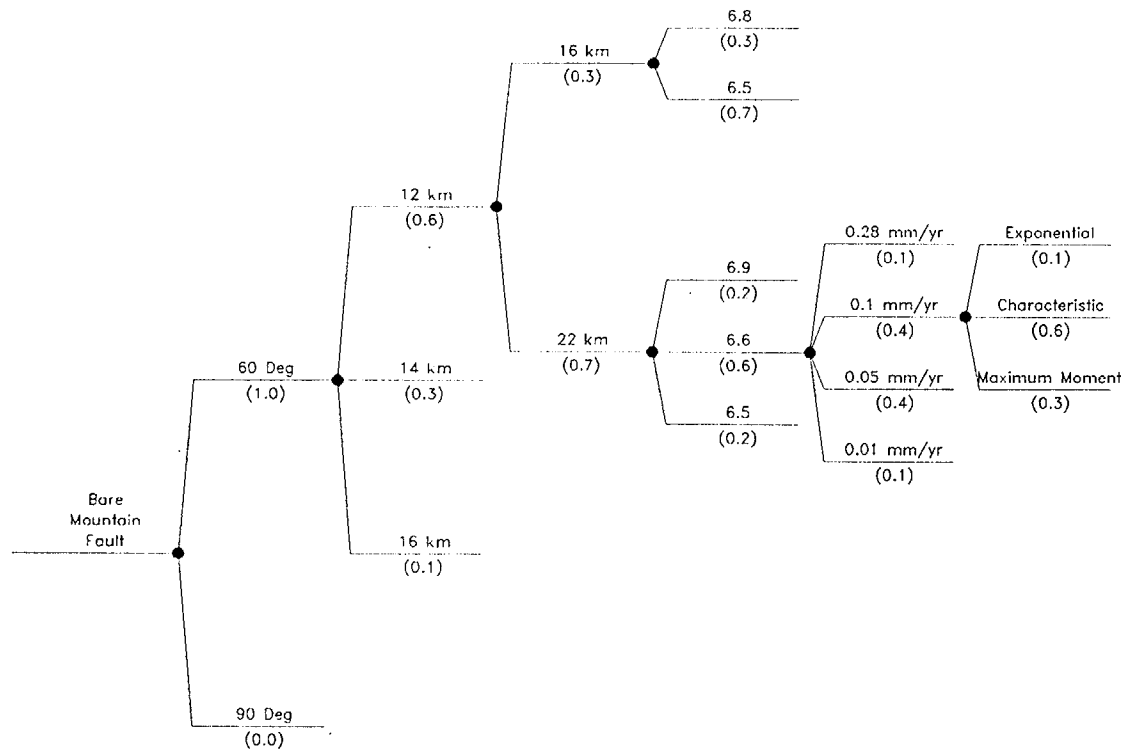 6.8
(0.3)
16 km
(0.3)
6.5
(0.7)
12 km
(0.6)
0.28 mm/yr
(0.1)
Exponential
(0.1)
6.9
(0.2)
0.1 mm/yr
(0.4)
Characteristic
(0.6)
22 km
(0.7)
6.6
(0.6)
60 Deg
(1.0)
14 km
(0.3)
0.05 mm/yr
(0.4)
Maximum Moment
(0.3)
6.5
(0.2)
0.01 mm/yr
(0.1)
Bare
Mountain
Fault
16 km
(0.1)
90 Deg
(0.0)